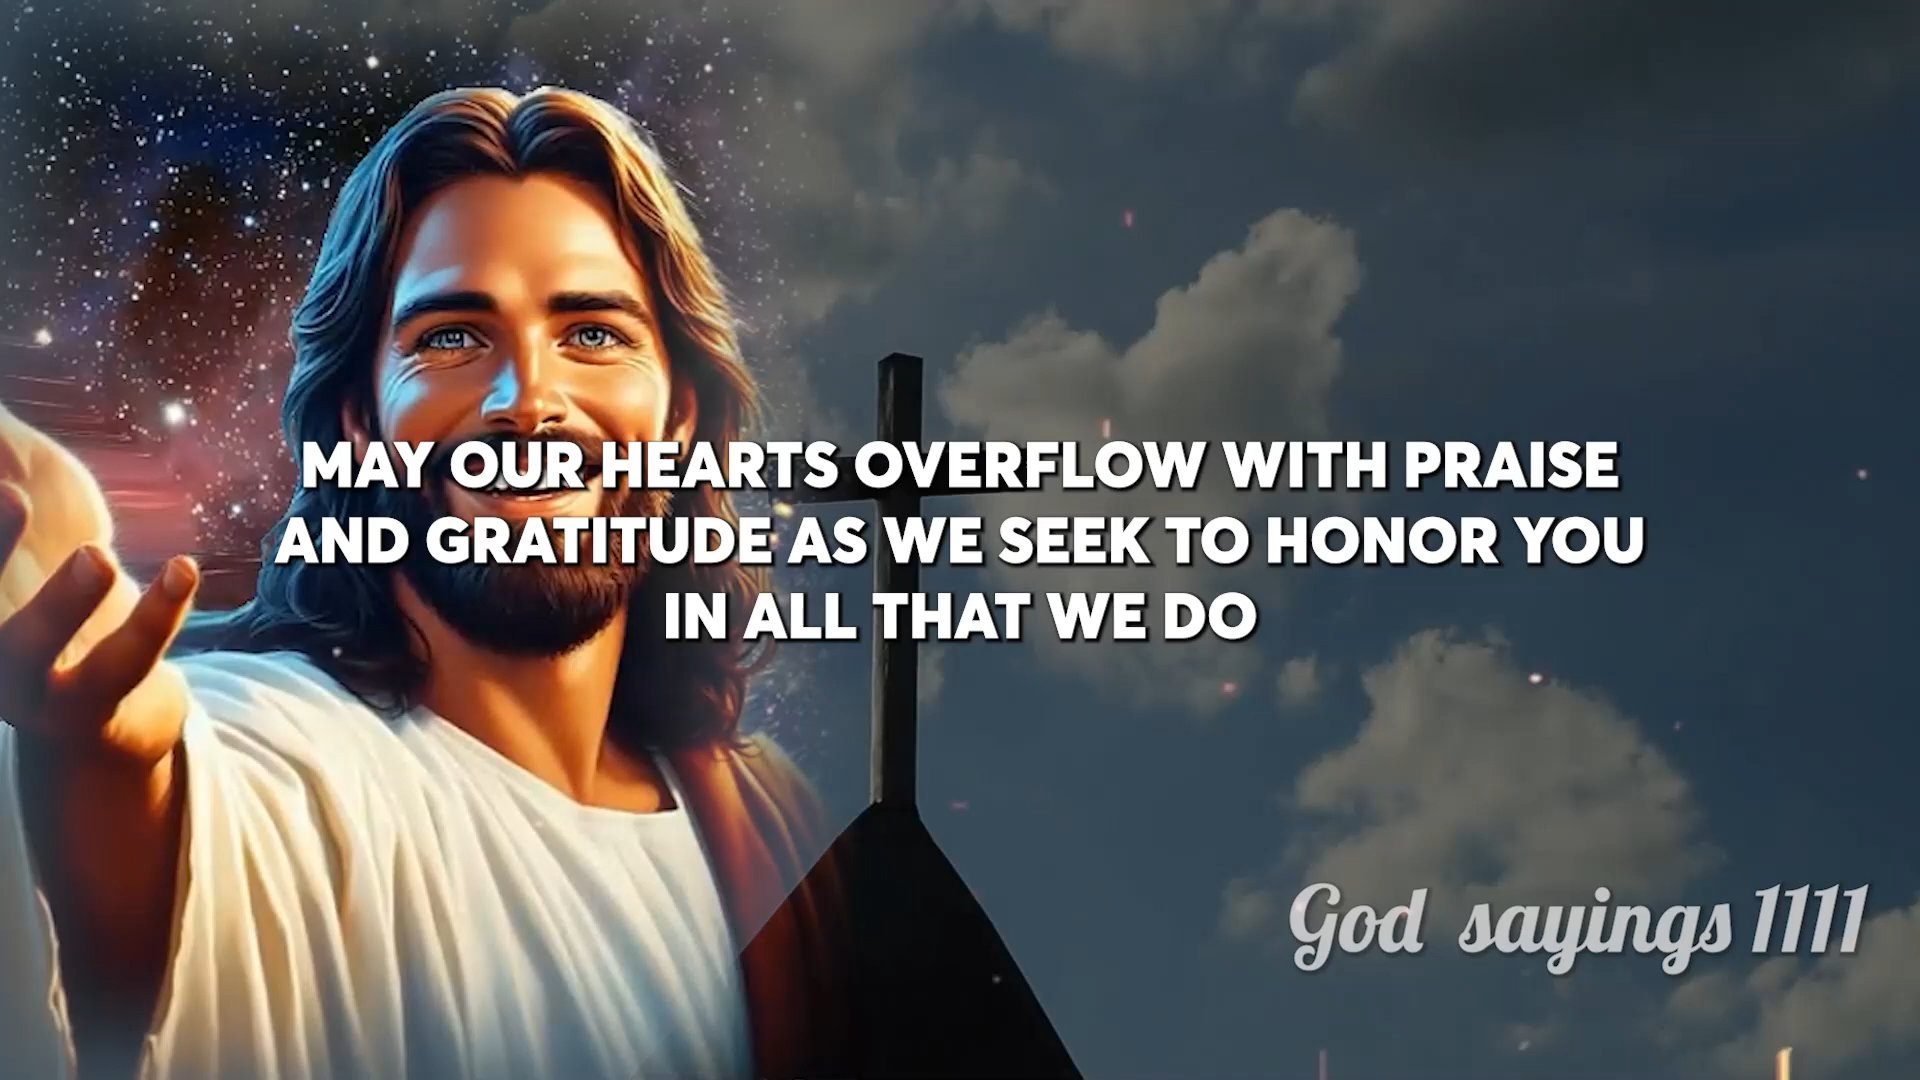 MAY OUR HEARTS OVERFLOW WITH PRAISE
AND GRATITUDE AS WE SEEK TO HONOR YOU
IN ALL THAT WE DO
God sayings 1111